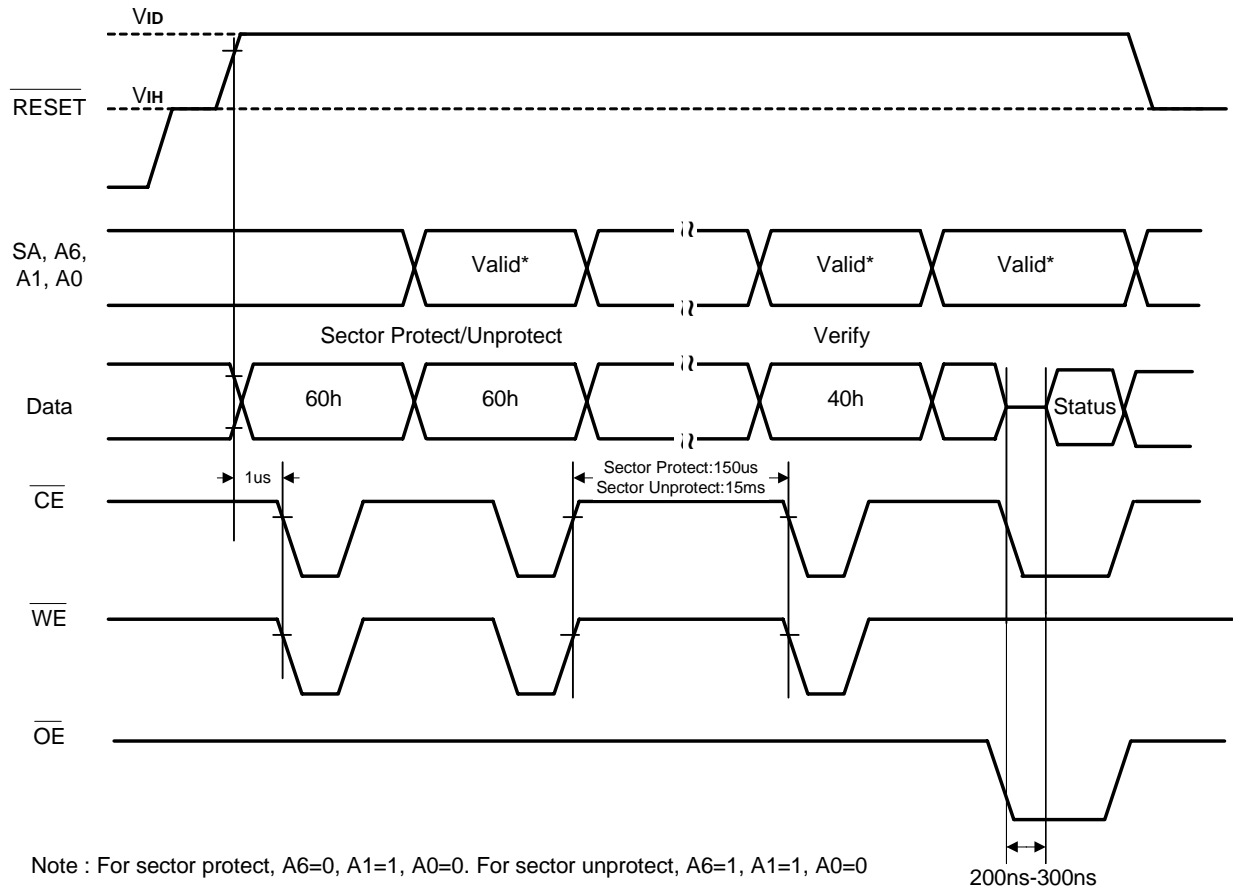 VID
VIH
RESET
SA, A6,
A1, A0
Valid*
Valid*
Valid*
Sector Protect/Unprotect
Verify
Data
60h
60h
40h
Status
1us
Sector Protect:150us
Sector Unprotect:15ms
CE
WE
OE
Note : For sector protect, A6=0, A1=1, A0=0. For sector unprotect, A6=1, A1=1, A0=0
200ns-300ns